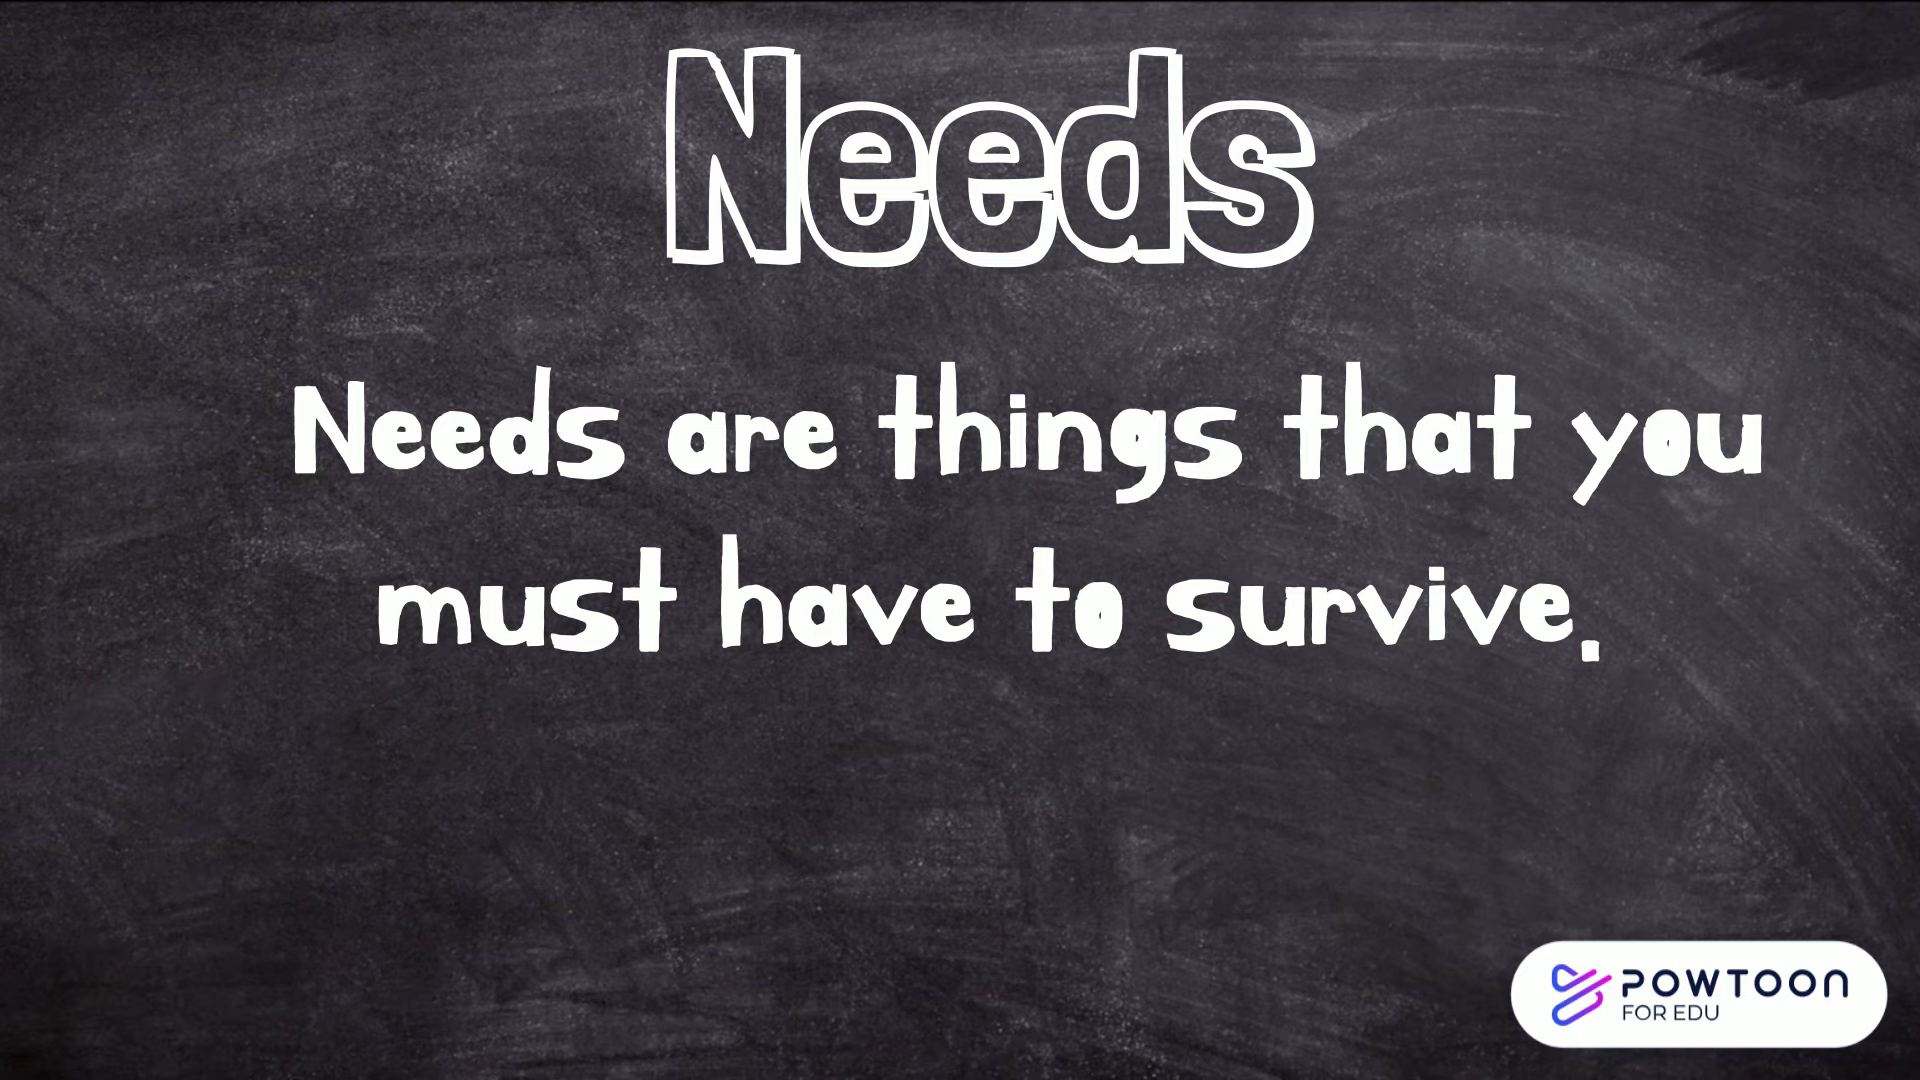 Needs
Needs are things that you
must have to survive.
POWTOON
FOR EDU